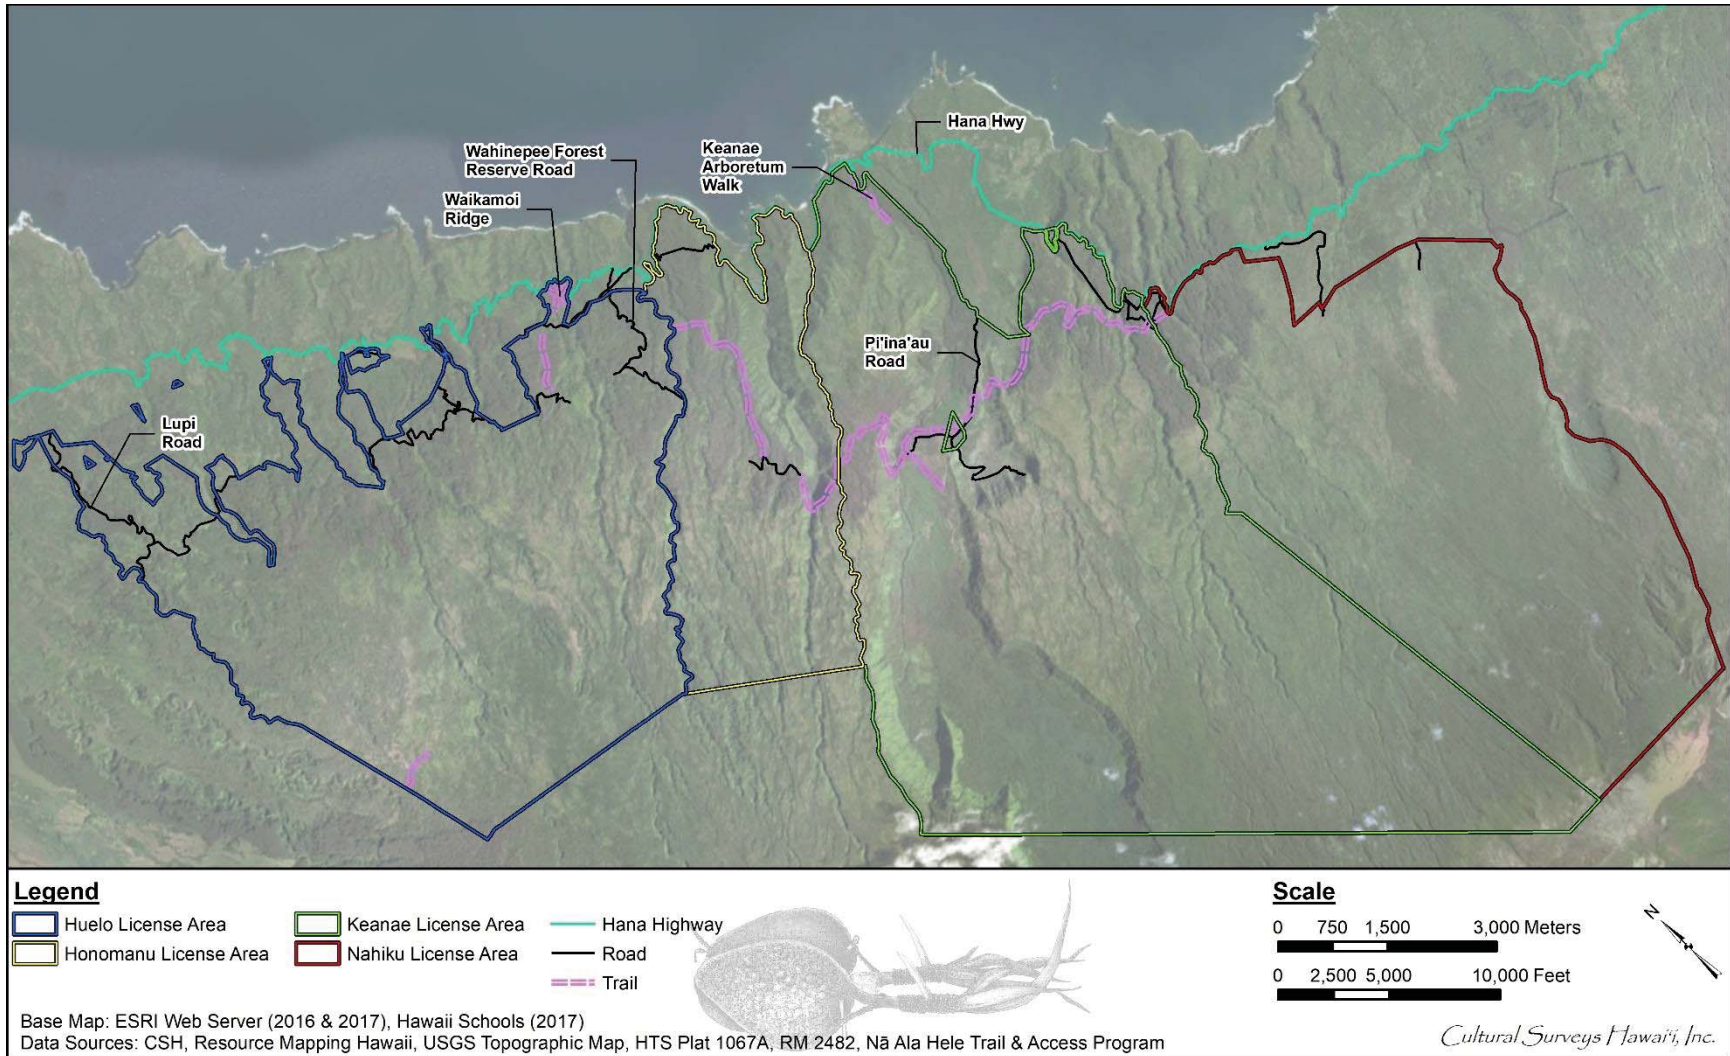 Hana Hwy
Keanae
Arboretum
Walk
Wahinepee Forest
Reserve Road
Waikamoi
Ridge
Pi'ina'au
Road
Lupi
Road
Legend
Huelo License Area
Honomanu License Area
Keanae License Area
Nahiku License Area
Hana Highway
Road
Trail
Scale
0 750 1,500 3,000 Meters
0 2,500 5,000 10,000 Feet
N
Base Map: ESRI Web Server (2016 & 2017), Hawaii Schools (2017)
Data Sources: CSH, Resource Mapping Hawaii, USGS Topographic Map, HTS Plat 1067A, RM 2482, Nā Ala Hele Trail & Access Program
Cultural Surveys Hawai‘i, Inc.